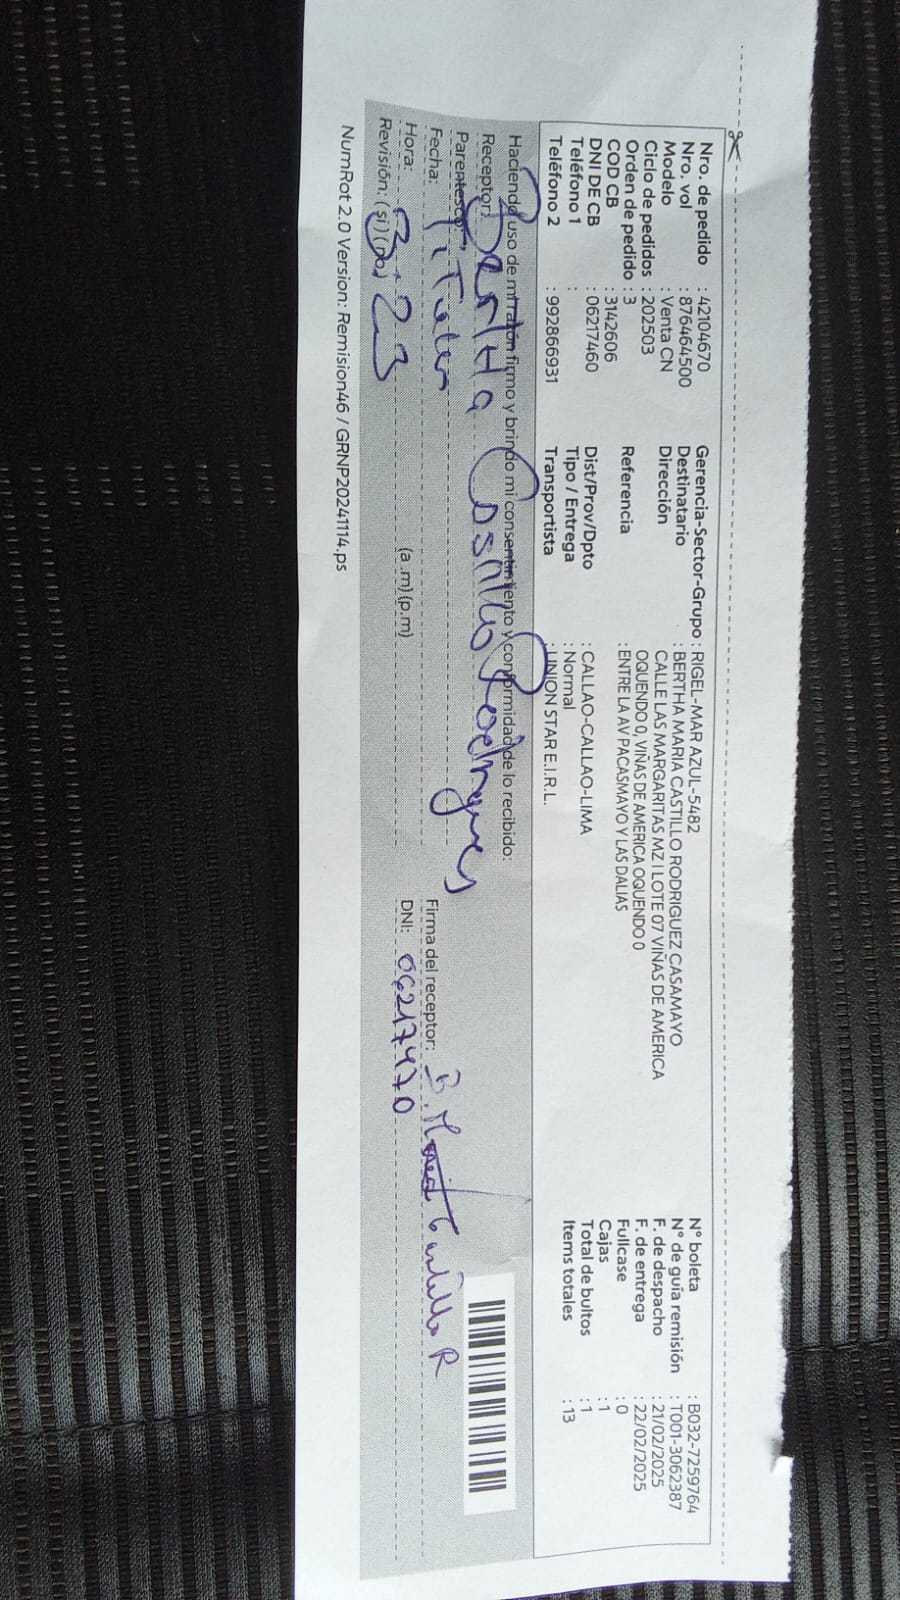 Nro. de pedido : 42104670
Nro. vol : 876464500
Modelo : Venta CN
Ciclo de pedidos : 202503
Orden de pedido : 3
COD CB : 3142606
DNI DE CB : 06217460
Teléfono 1 :
Teléfono 2 : 992866931
Gerencia-Sector-Grupo : RIGEL-MAR AZUL-5482
Destinatario : BERTHA MARIA CASTILLO RODRIGUEZ CASAMAYO
Dirección CALLE LAS MARGARITAS MZ I LOTE 07 VIÑAS DE AMERICA
OQUENDO 0, VIÑAS DE AMERICA OQUENDO 0
Referencia : ENTRE LA AV PACASMAYO Y LAS DALIAS
Dist/Prov/Dpto : CALLAO-CALLAO-LIMA
Tipo / Entrega : Normal
Transportista : UNION STAR E.I.R.L.
N° boleta : B032-7259764
N° de guía remisión : T001-3062387
F. de despacho : 21/02/2025
F. de entrega : 22/02/2025
Fullcase : 0
Cajas : 1
Total de bultos : 1
Items totales : 13
Haciendo uso de mi razón firmo y brindo mi consentimiento y conformidad de lo recibido:
Receptor: Bertha Castillo Rodrigues
Parentesco: Titular
Fecha:
Hora: 3:23 (a.m) (p.m)
Revisión: (si) (no)
Firma del receptor: B. Castillo R
DNI: 06217470
NumRot 2.0 Version: Remision46 / GRNP20241114.ps